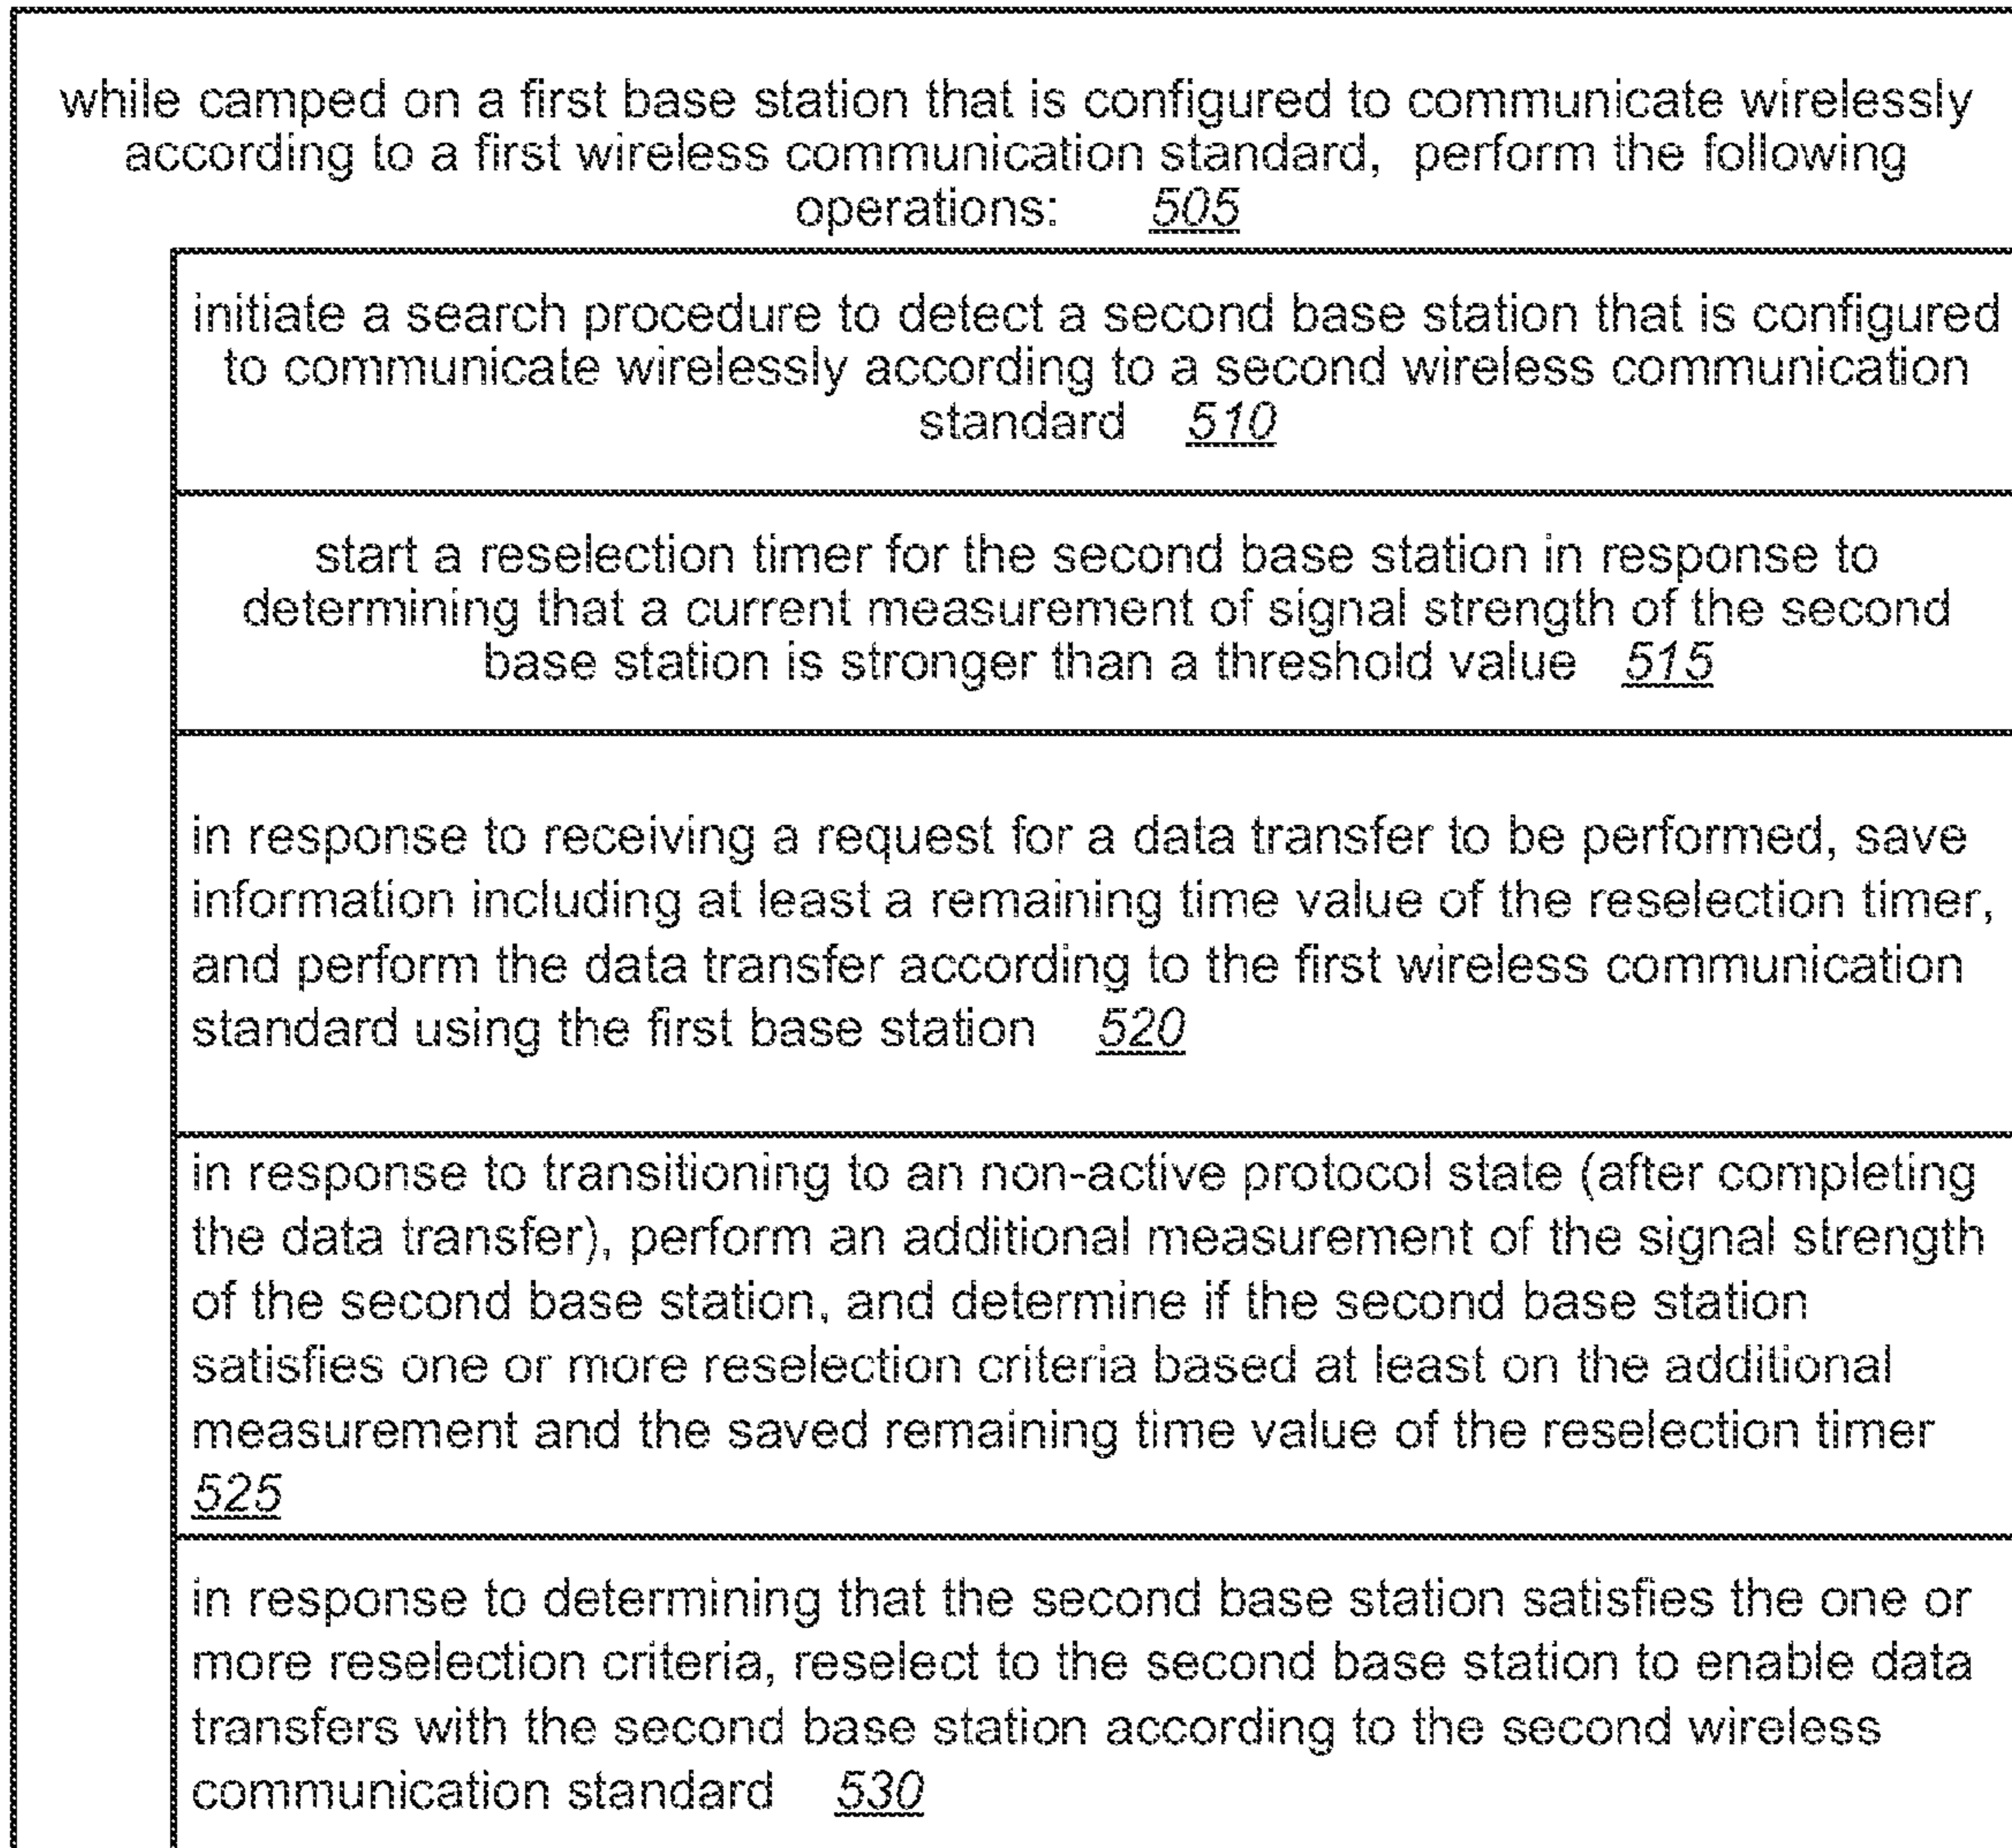 while camped on a first base station that is configured to communicate wirelessly
according to a first wireless communication standard, perform the following
operations: 505
initiate a search procedure to detect a second base station that is configured
to communicate wirelessly according to a second wireless communication
standard 510
start a reselection timer for the second base station in response to
determining that a current measurement of signal strength of the second
base station is stronger than a threshold value 515
in response to receiving a request for a data transfer to be performed, save
information including at least a remaining time value of the reselection timer,
and perform the data transfer according to the first wireless communication
standard using the first base station 520
in response to transitioning to an non-active protocol state (after completing
the data transfer), perform an additional measurement of the signal strength
of the second base station, and determine if the second base station
satisfies one or more reselection criteria based at least on the additional
measurement and the saved remaining time value of the reselection timer
525
in response to determining that the second base station satisfies the one or
more reselection criteria, reselect to the second base station to enable data
transfers with the second base station according to the second wireless
communication standard 530